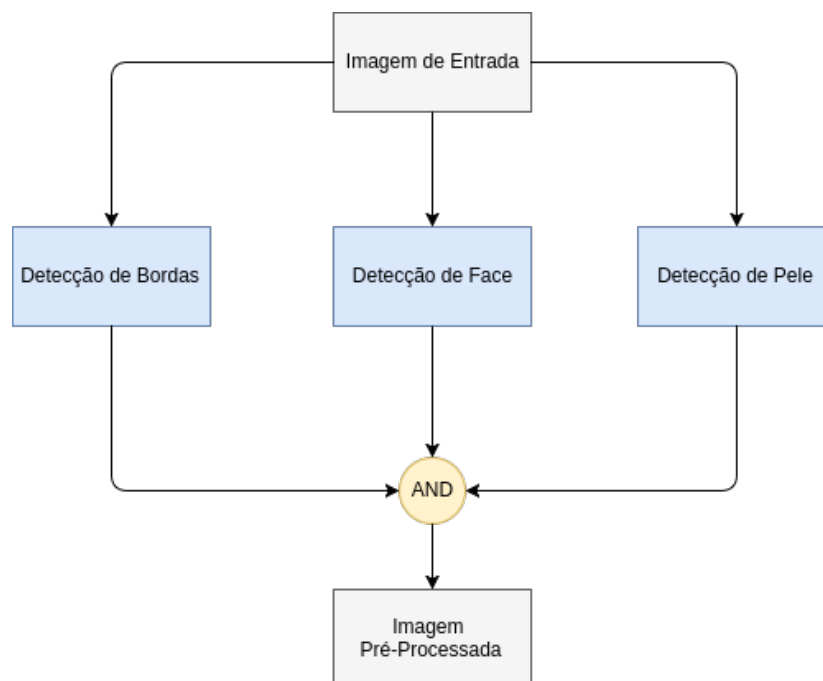 Imagem de Entrada
Detecção de Bordas
Detecção de Face
Detecção de Pele
AND
Imagem
Pré-Processada